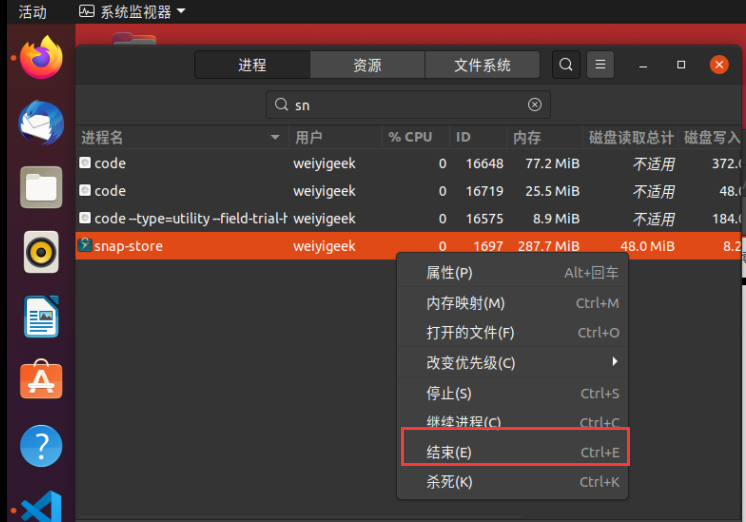 活动 系统监视器
进程 资源 文件系统
sn
进程名 用户 % CPU ID 内存 磁盘读取总计 磁盘写入
code weiyigeek 0 16648 77.2 MiB 不适用 372.
code weiyigeek 0 16719 25.5 MiB 不适用 48.
code --type=utility --field-trial-h weiyigeek 0 16575 8.9 MiB 不适用 184.
snap-store weiyigeek 0 1697 287.7 MiB 48.0 MiB 8.2
属性(P) Alt+回车
内存映射(M) Ctrl+M
打开的文件(F) Ctrl+O
改变优先级(C)
停止(S) Ctrl+S
继续进程(C) Ctrl+C
结束(E) Ctrl+E
杀死(K) Ctrl+K